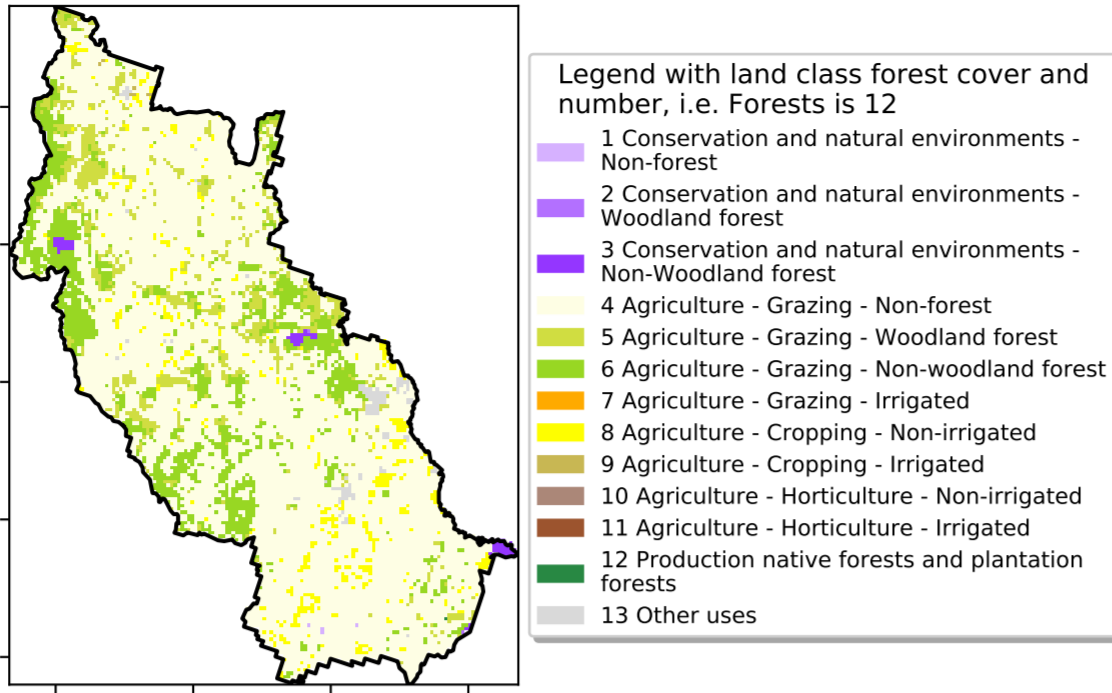 Legend with land class forest cover and
number, i.e. Forests is 12
1 Conservation and natural environments -
Non-forest
2 Conservation and natural environments -
Woodland forest
3 Conservation and natural environments -
Non-Woodland forest
4 Agriculture - Grazing - Non-forest
5 Agriculture - Grazing - Woodland forest
6 Agriculture - Grazing - Non-woodland forest
7 Agriculture - Grazing - Irrigated
8 Agriculture - Cropping - Non-irrigated
9 Agriculture - Cropping - Irrigated
10 Agriculture - Horticulture - Non-irrigated
11 Agriculture - Horticulture - Irrigated
12 Production native forests and plantation
forests
13 Other uses